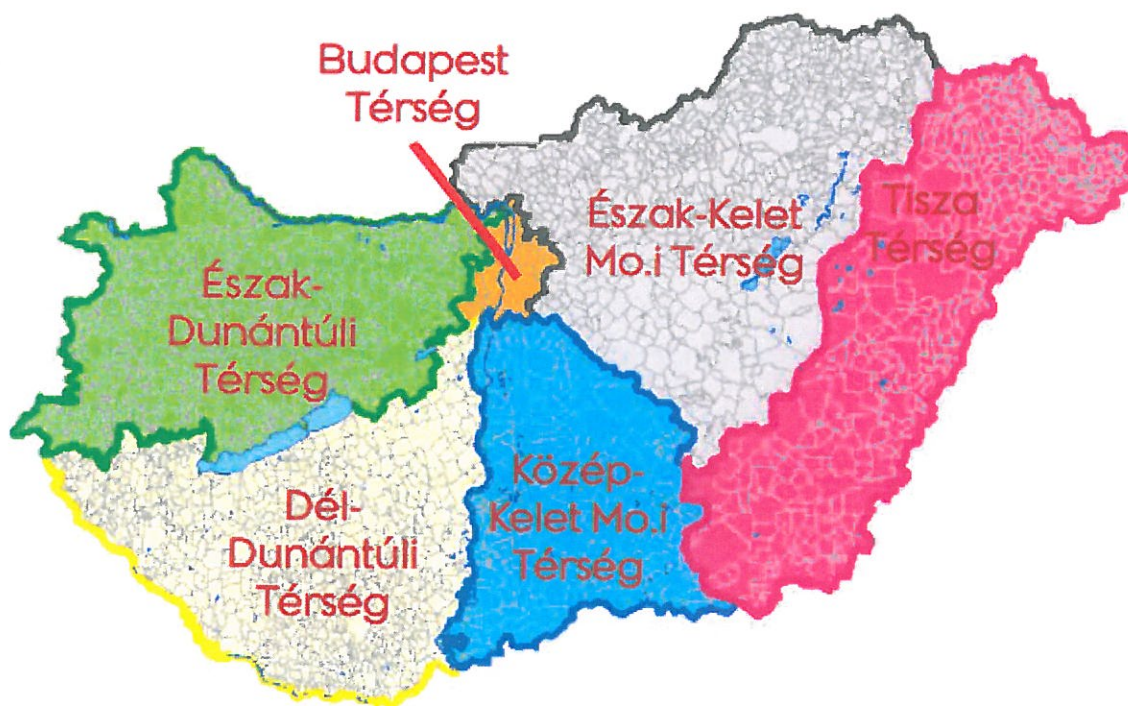 Budapest
Térség
Észak-Kelet
Mo.i Térség
Tisza
Térség
Észak-
Dunántúli
Térség
Közép-
Kelet Mo.i
Térség
Dél-
Dunántúli
Térség